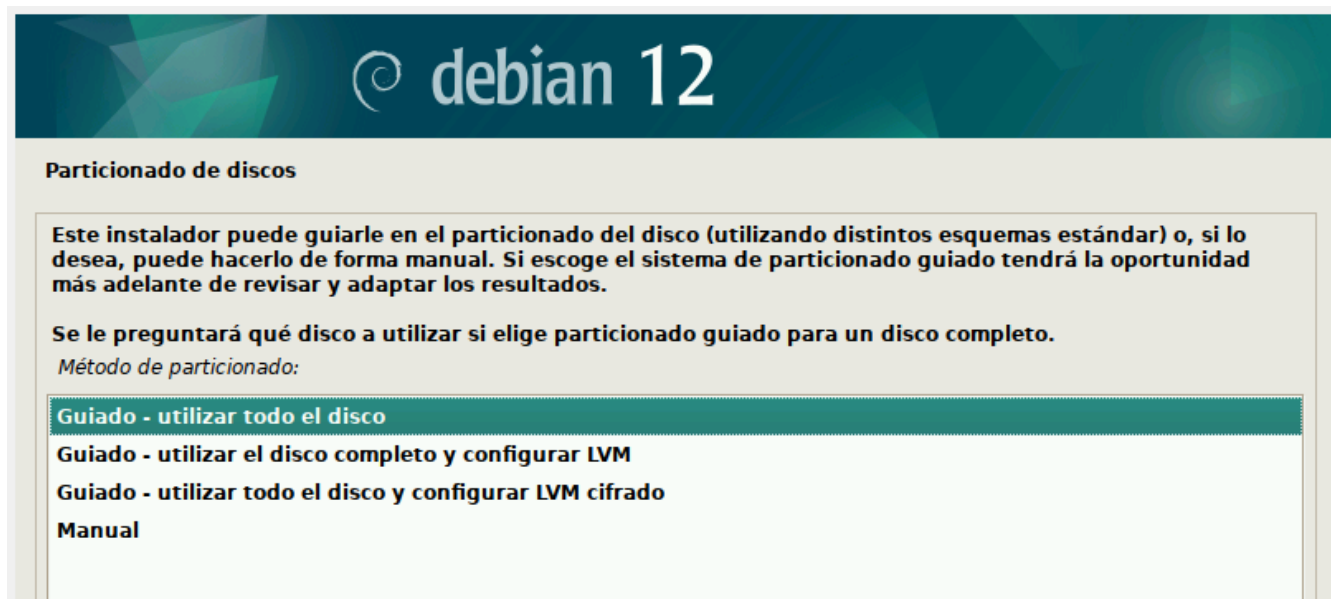 debian 12
Particionado de discos
Este instalador puede guiarle en el particionado del disco (utilizando distintos esquemas estándar) o, si lo
desea, puede hacerlo de forma manual. Si escoge el sistema de particionado guiado tendrá la oportunidad
más adelante de revisar y adaptar los resultados.
Se le preguntará qué disco a utilizar si elige particionado guiado para un disco completo.
Método de particionado:
Guiado - utilizar todo el disco
Guiado - utilizar el disco completo y configurar LVM
Guiado - utilizar todo el disco y configurar LVM cifrado
Manual